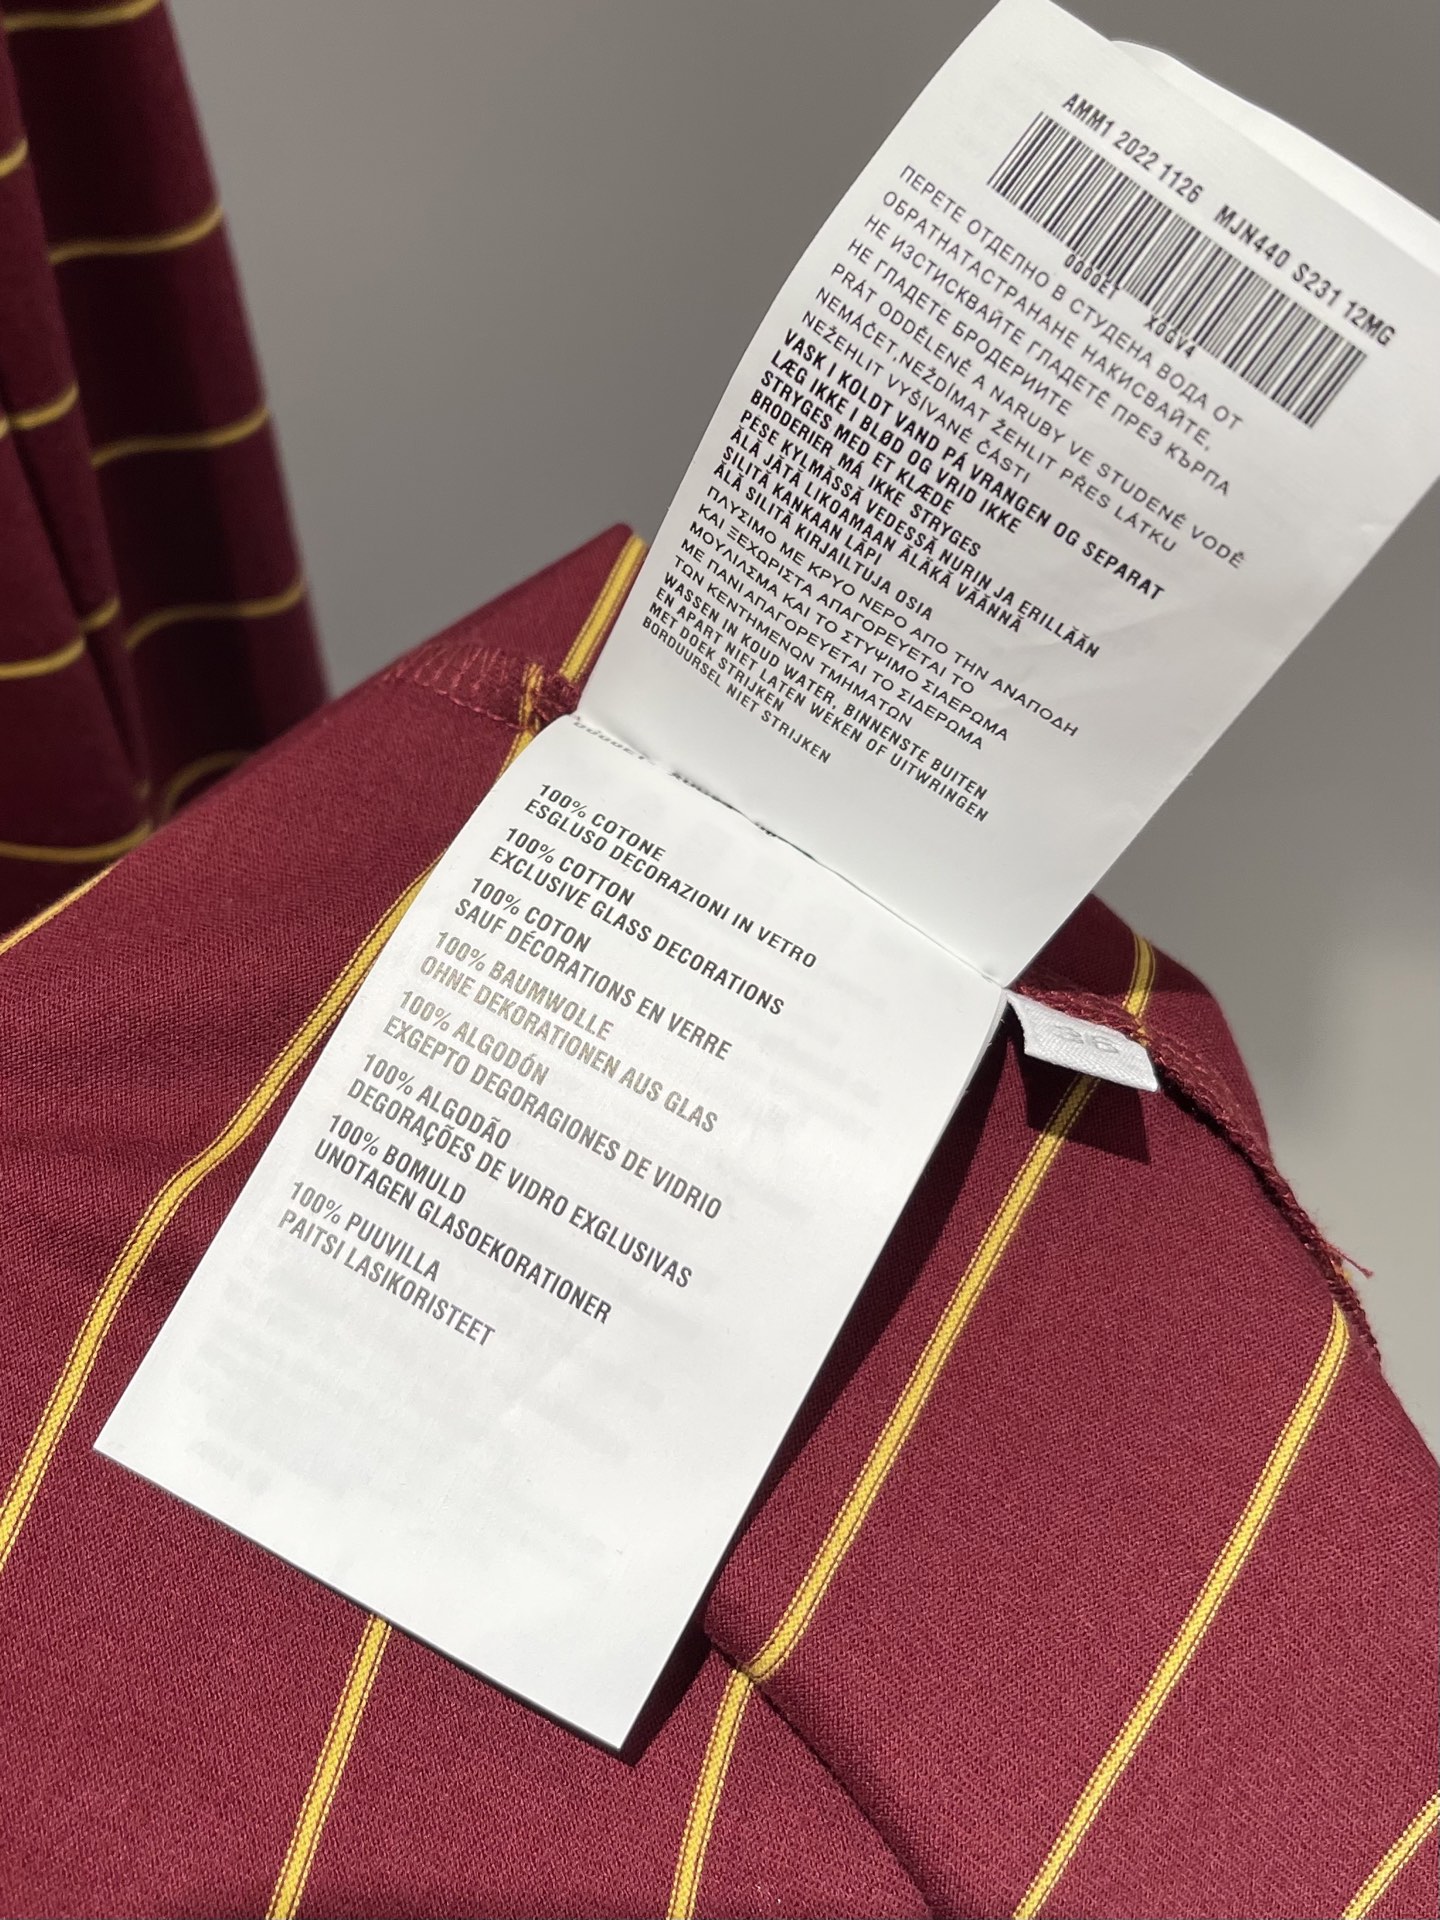 AMM1 2022 1126 MJN440 S231 12MG
0000E1 X0GV4
ПЕРЕТЕ ОТДЕЛНО В СТУДЕНА ВОДА ОТ
ОБРАТНАТАСТРАНАНЕ НАКИСВАЙТЕ,
НЕ ИЗСТИСКВАЙТЕ ГЛАДЕТЕ ПРЕЗ КЪРПА
НЕ ГЛАДЕТЕ БРОДЕРИИТЕ
PRÁT ODDĚLENĚ A NARUBY VE STUDENÉ VODĚ
NEMÁČET.NEŽDÍMAT ŽEHLIT PŘES LÁTKU
NEŽEHLIT VYŠÍVANÉ ČÁSTI
VASK I KOLDT VAND PÅ VRANGEN OG SEPARAT
LÆG IKKE I BLØD OG VRID IKKE
STRYGES MED ET KLÆDE
BRODERIER MÅ IKKE STRYGES
PESE KYLMÄSSÄ VEDESSÄ NURIN JA ERILLÄÄN
ÄLÄ JÄTÄ LIKOAMAAN ÄLÄKÄ VÄÄNNÄ
SILITÄ KANKAAN LÄPI
ÄLÄ SILITÄ KIRJAILTUJA OSIA
ΠΛΥΣΙΜΟ ΜΕ ΚΡΥΟ ΝΕΡΟ ΑΠΟ ΤΗΝ ΑΝΑΠΟΔΗ
ΚΑΙ ΞΕΧΩΡΙΣΤΑ ΑΠΑΓΟΡΕΥΕΤΑΙ ΤΟ
ΜΟΥΛΙΑΣΜΑ ΚΑΙ ΤΟ ΣΤΥΨΙΜΟ ΣΙΔΕΡΩΜΑ
ΜΕ ΠΑΝΙ ΑΠΑΓΟΡΕΥΕΤΑΙ ΤΟ ΣΙΔΕΡΩΜΑ
ΤΩΝ ΚΕΝΤΗΜΕΝΩΝ ΤΜΗΜΑΤΩΝ
WASSEN IN KOUD WATER, BINNENSTE BUITEN
EN APART NIET LATEN WEKEN OF UITWRINGEN
MET DOEK STRIJKEN
BORDUURSEL NIET STRIJKEN
100% COTONE
ESGLUSO DECORAZIONI IN VETRO
100% COTTON
EXCLUSIVE GLASS DECORATIONS
100% COTON
SAUF DÉCORATIONS EN VERRE
100% BAUMWOLLE
OHNE DEKORATIONEN AUS GLAS
100% ALGODÓN
EXGEPTO DEGORAGIONES DE VIDRIO
100% ALGODÃO
DEGORAÇÕES DE VIDRO EXGLUSIVAS
100% BOMULD
UNOTAGEN GLASOEKORATIONER
100% PUUVILLA
PAITSI LASIKORISTEET
36